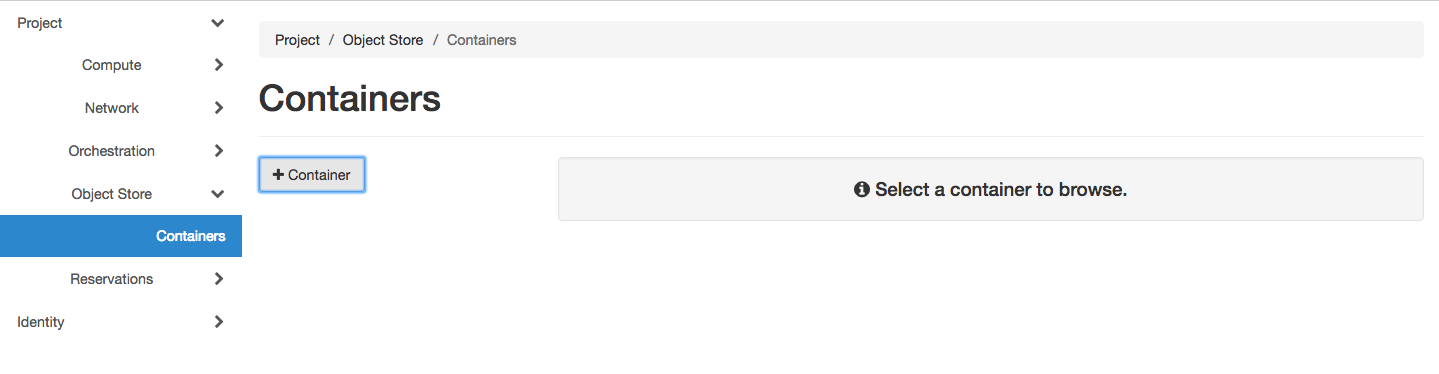 Project
Compute
Network
Orchestration
Object Store
Containers
Reservations
Identity
Project / Object Store / Containers
Containers
+ Container
Select a container to browse.